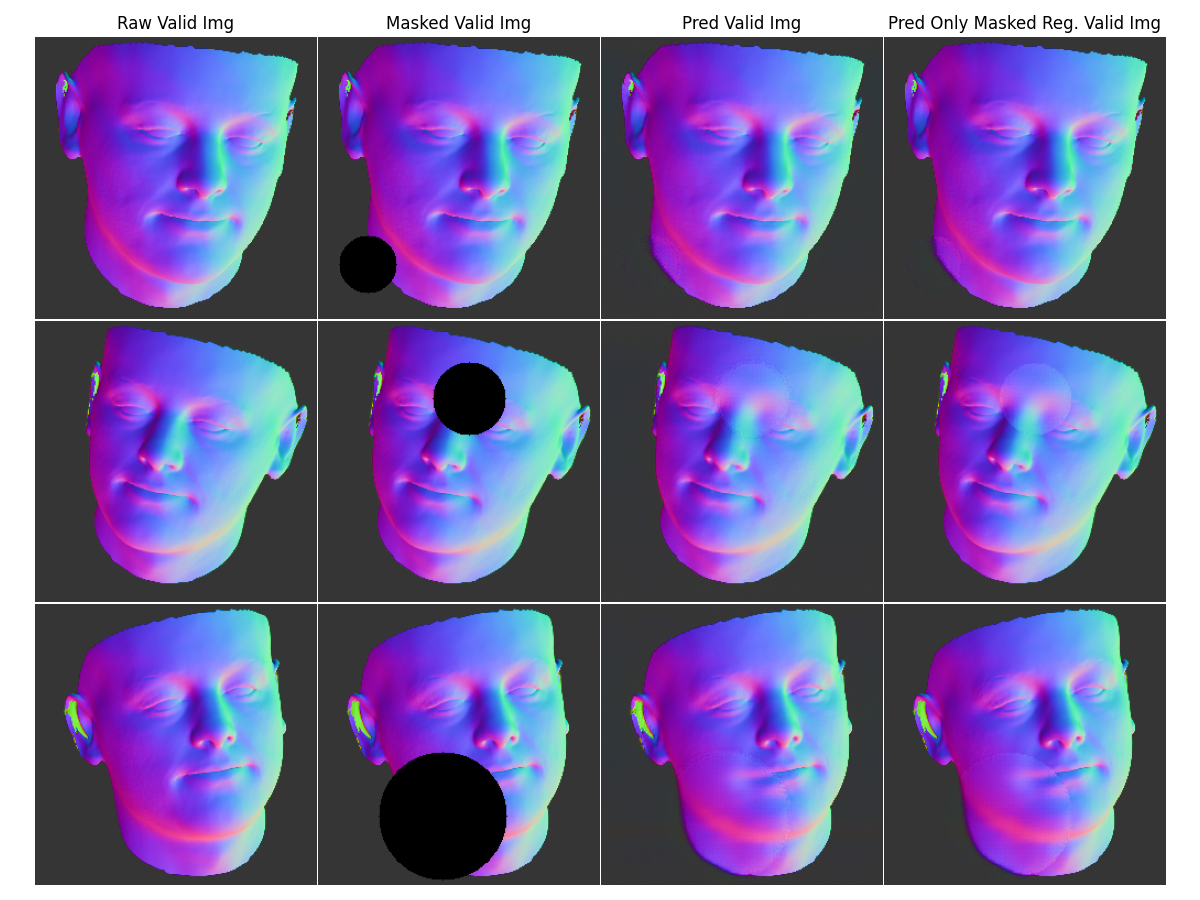 Raw Valid Img
Masked Valid Img
Pred Valid Img
Pred Only Masked Reg. Valid Img